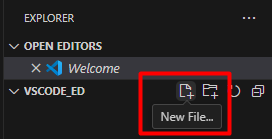 EXPLORER
OPEN EDITORS
Welcome
VSCODE_ED
New File...